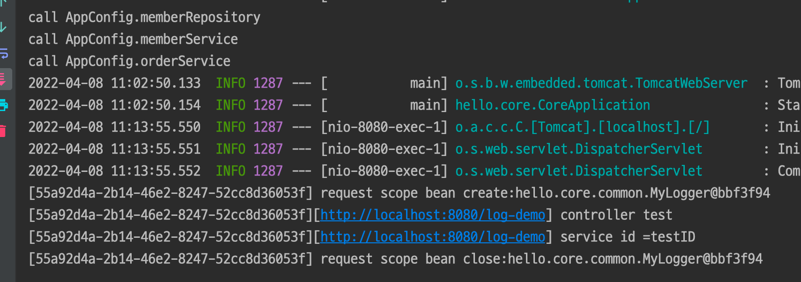 call AppConfig.memberRepository
call AppConfig.memberService
call AppConfig.orderService
2022-04-08 11:02:50.133  INFO 1287 --- [           main] o.s.b.w.embedded.tomcat.TomcatWebServer  : Tom
2022-04-08 11:02:50.154  INFO 1287 --- [           main] hello.core.CoreApplication               : Sta
2022-04-08 11:13:55.550  INFO 1287 --- [nio-8080-exec-1] o.a.c.c.C.[Tomcat].[localhost].[/]       : Ini
2022-04-08 11:13:55.551  INFO 1287 --- [nio-8080-exec-1] o.s.web.servlet.DispatcherServlet        : Ini
2022-04-08 11:13:55.552  INFO 1287 --- [nio-8080-exec-1] o.s.web.servlet.DispatcherServlet        : Com
[55a92d4a-2b14-46e2-8247-52cc8d36053f] request scope bean create:hello.core.common.MyLogger@bbf3f94
[55a92d4a-2b14-46e2-8247-52cc8d36053f][http://localhost:8080/log-demo] controller test
[55a92d4a-2b14-46e2-8247-52cc8d36053f][http://localhost:8080/log-demo] service id =testID
[55a92d4a-2b14-46e2-8247-52cc8d36053f] request scope bean close:hello.core.common.MyLogger@bbf3f94